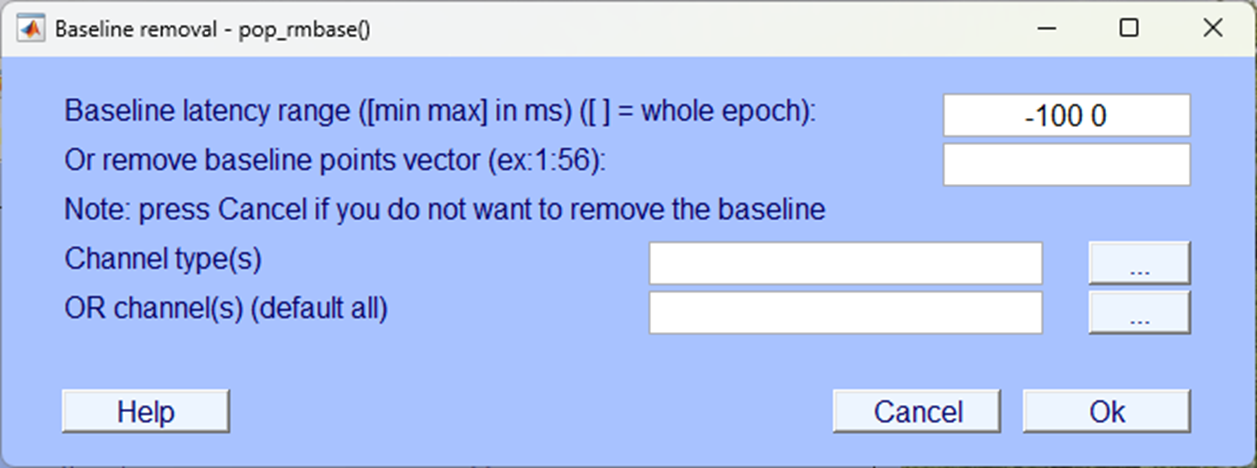 Baseline removal - pop_rmbase()
Baseline latency range ([min max] in ms) ([ ] = whole epoch): -100 0
Or remove baseline points vector (ex:1:56):
Note: press Cancel if you do not want to remove the baseline
Channel type(s) ...
OR channel(s) (default all) ...
Help Cancel Ok